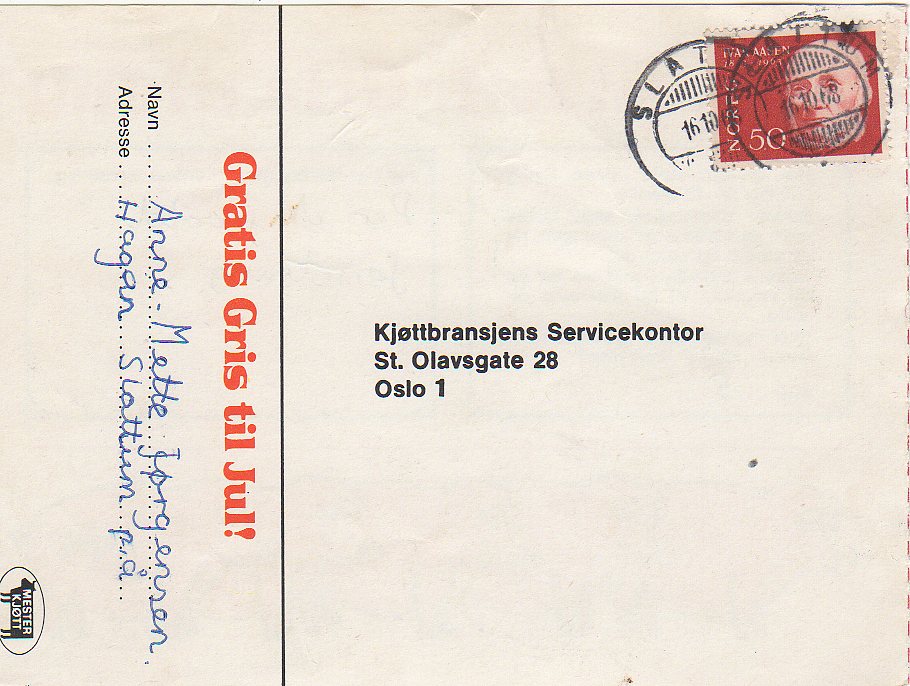 Gratis Gris til Jul!
Navn Anne-Mette Jørgensen
Adresse Hagan Slattum p.å.
MESTER
KJØTT
Kjøttbransjens Servicekontor
St. Olavsgate 28
Oslo 1
IVAR AASEN
NOREG
50
SLATTUM
16.10.68